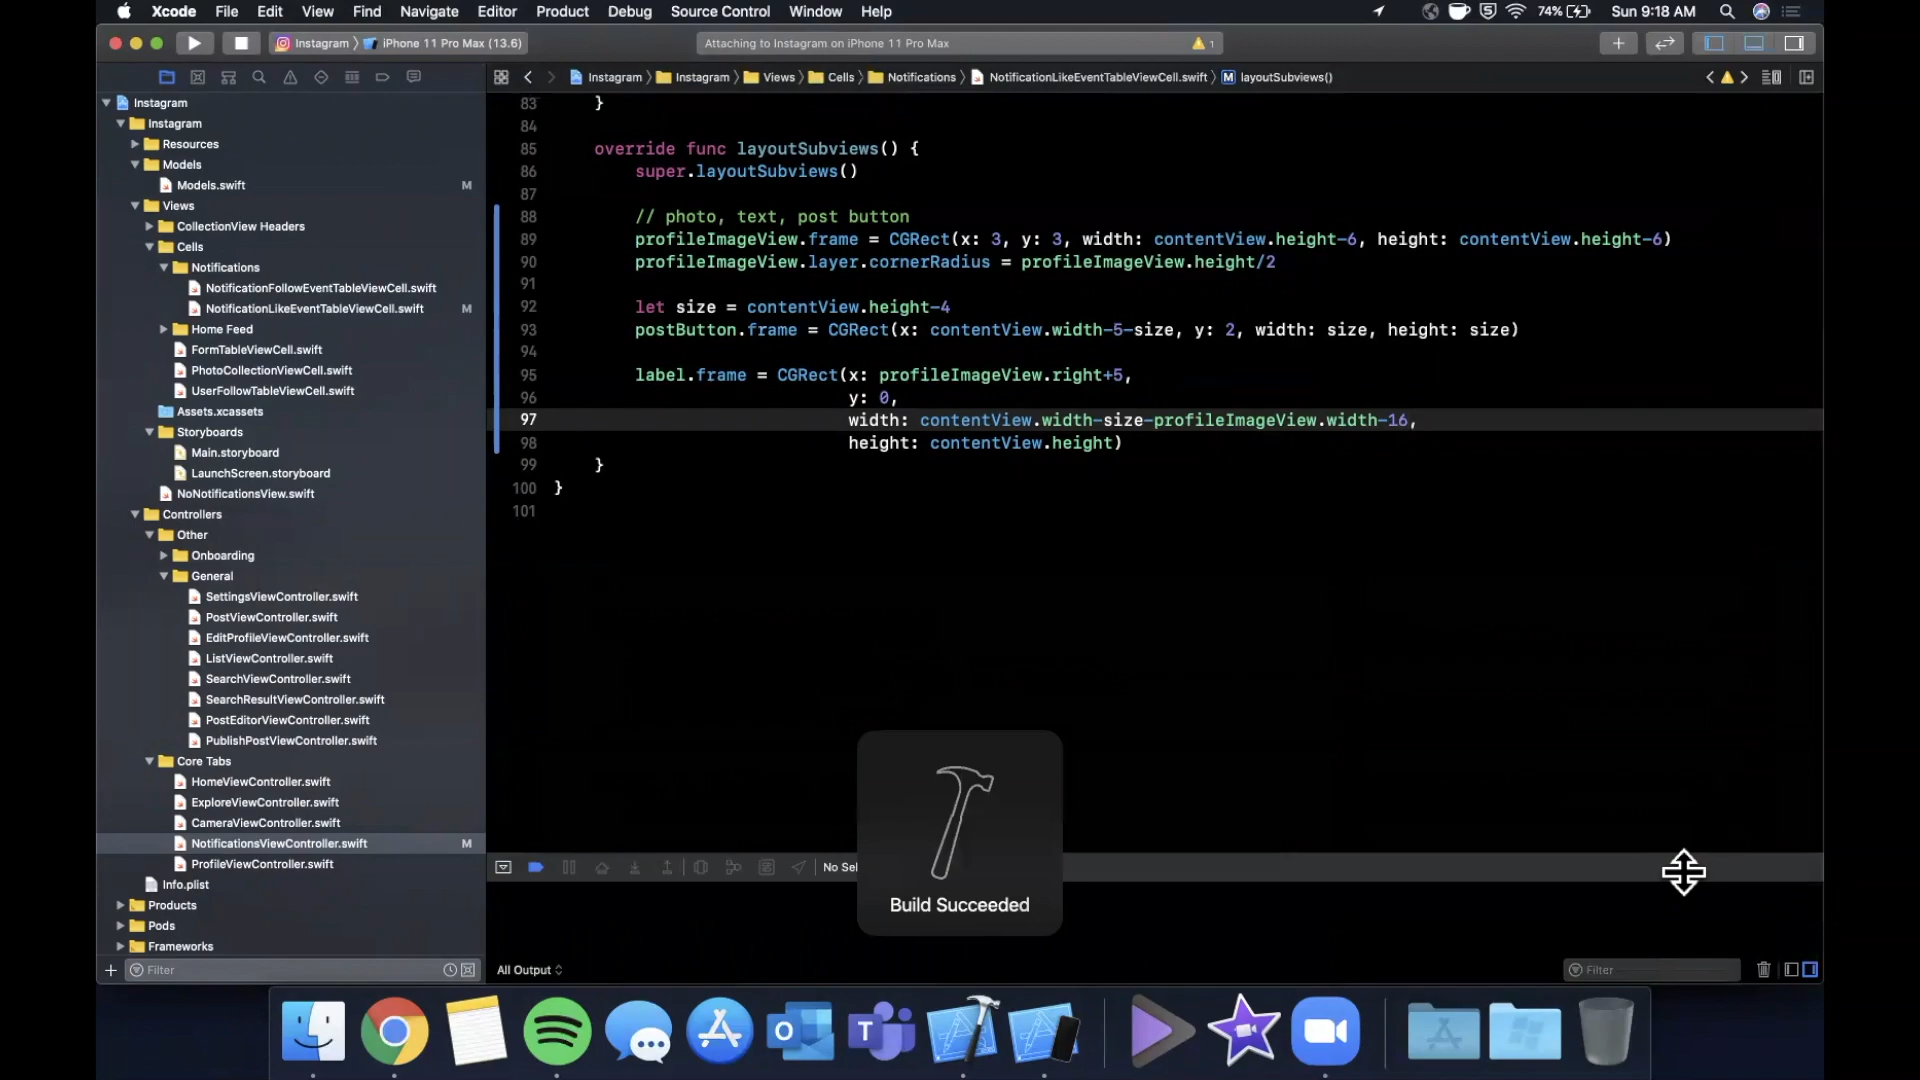 Xcode File Edit View Find Navigate Editor Product Debug Source Control Window Help 74% Sun 9:18 AM
Instagram iPhone 11 Pro Max (13.6) Attaching to Instagram on iPhone 11 Pro Max 1
Instagram Instagram Views Cells Notifications NotificationLikeEventTableViewCell.swift M layoutSubviews()
Instagram
Instagram
Resources
Models
Models.swift M
Views
CollectionView Headers
Cells
Notifications
NotificationFollowEventTableViewCell.swift
NotificationLikeEventTableViewCell.swift M
Home Feed
FormTableViewCell.swift
PhotoCollectionViewCell.swift
UserFollowTableViewCell.swift
Assets.xcassets
Storyboards
Main.storyboard
LaunchScreen.storyboard
NoNotificationsView.swift
Controllers
Other
Onboarding
General
SettingsViewController.swift
PostViewController.swift
EditProfileViewController.swift
ListViewController.swift
SearchViewController.swift
SearchResultViewController.swift
PostEditorViewController.swift
PublishPostViewController.swift
Core Tabs
HomeViewController.swift
ExploreViewController.swift
CameraViewController.swift
NotificationsViewController.swift M
ProfileViewController.swift
Info.plist
Products
Pods
Frameworks
Filter
83 }
84
85 override func layoutSubviews() {
86 super.layoutSubviews()
87
88 // photo, text, post button
89 profileImageView.frame = CGRect(x: 3, y: 3, width: contentView.height-6, height: contentView.height-6)
90 profileImageView.layer.cornerRadius = profileImageView.height/2
91
92 let size = contentView.height-4
93 postButton.frame = CGRect(x: contentView.width-5-size, y: 2, width: size, height: size)
94
95 label.frame = CGRect(x: profileImageView.right+5,
96 y: 0,
97 width: contentView.width-size-profileImageView.width-16,
98 height: contentView.height)
99 }
100 }
101
No Sel
Build Succeeded
All Output
Filter